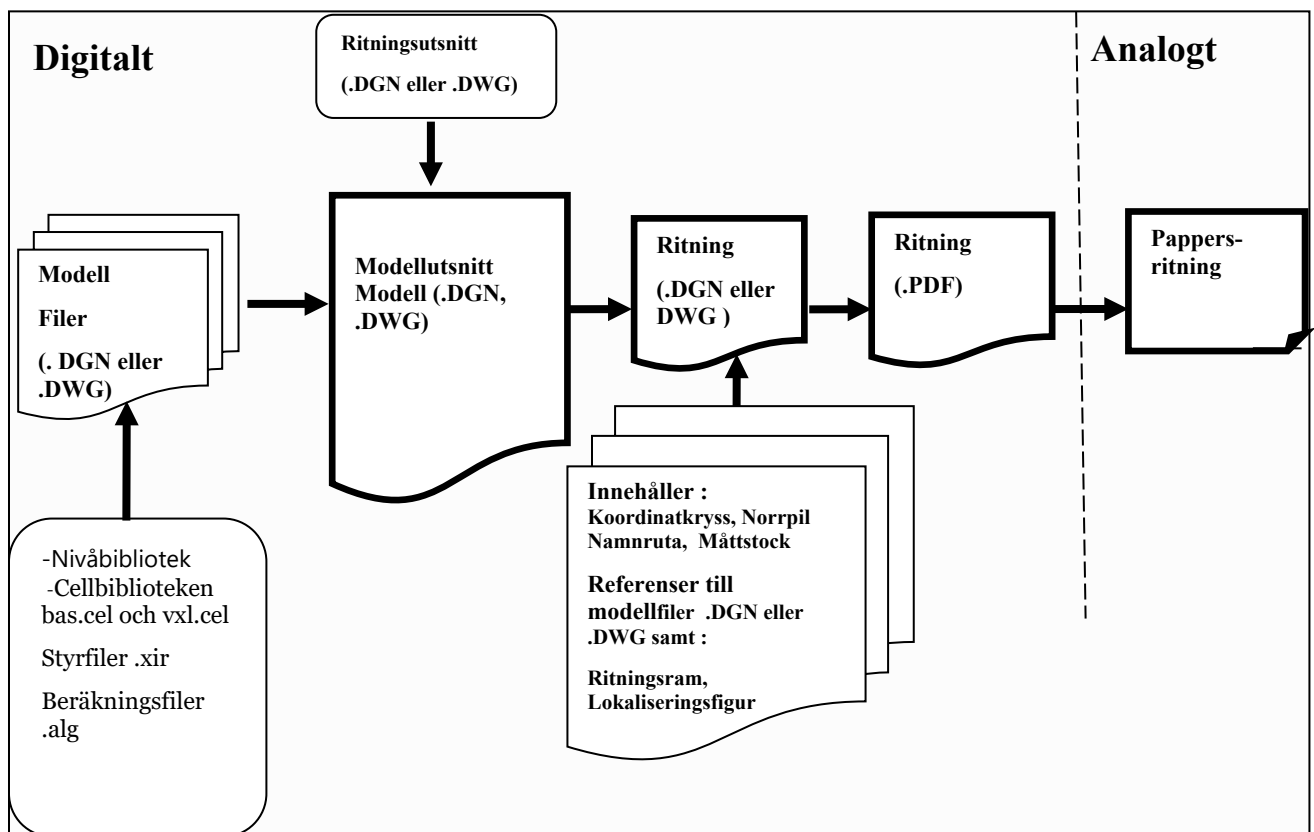 Digitalt
Ritningsutsnitt
(.DGN eller .DWG)
Analogt
Modell
Filer
(. DGN eller
.DWG)
Modellutsnitt
Modell (.DGN,
.DWG)
Ritning
(.DGN eller
DWG )
Ritning
(.PDF)
Pappers-
ritning
-Nivåbibliotek
-Cellbiblioteken
bas.cel och vxl.cel
Styrfiler .xir
Beräkningsfiler
.alg
Innehåller :
Koordinatkryss, Norrpil
Namnruta, Måttstock
Referenser till
modellfiler .DGN eller
.DWG samt :
Ritningsram,
Lokaliseringsfigur